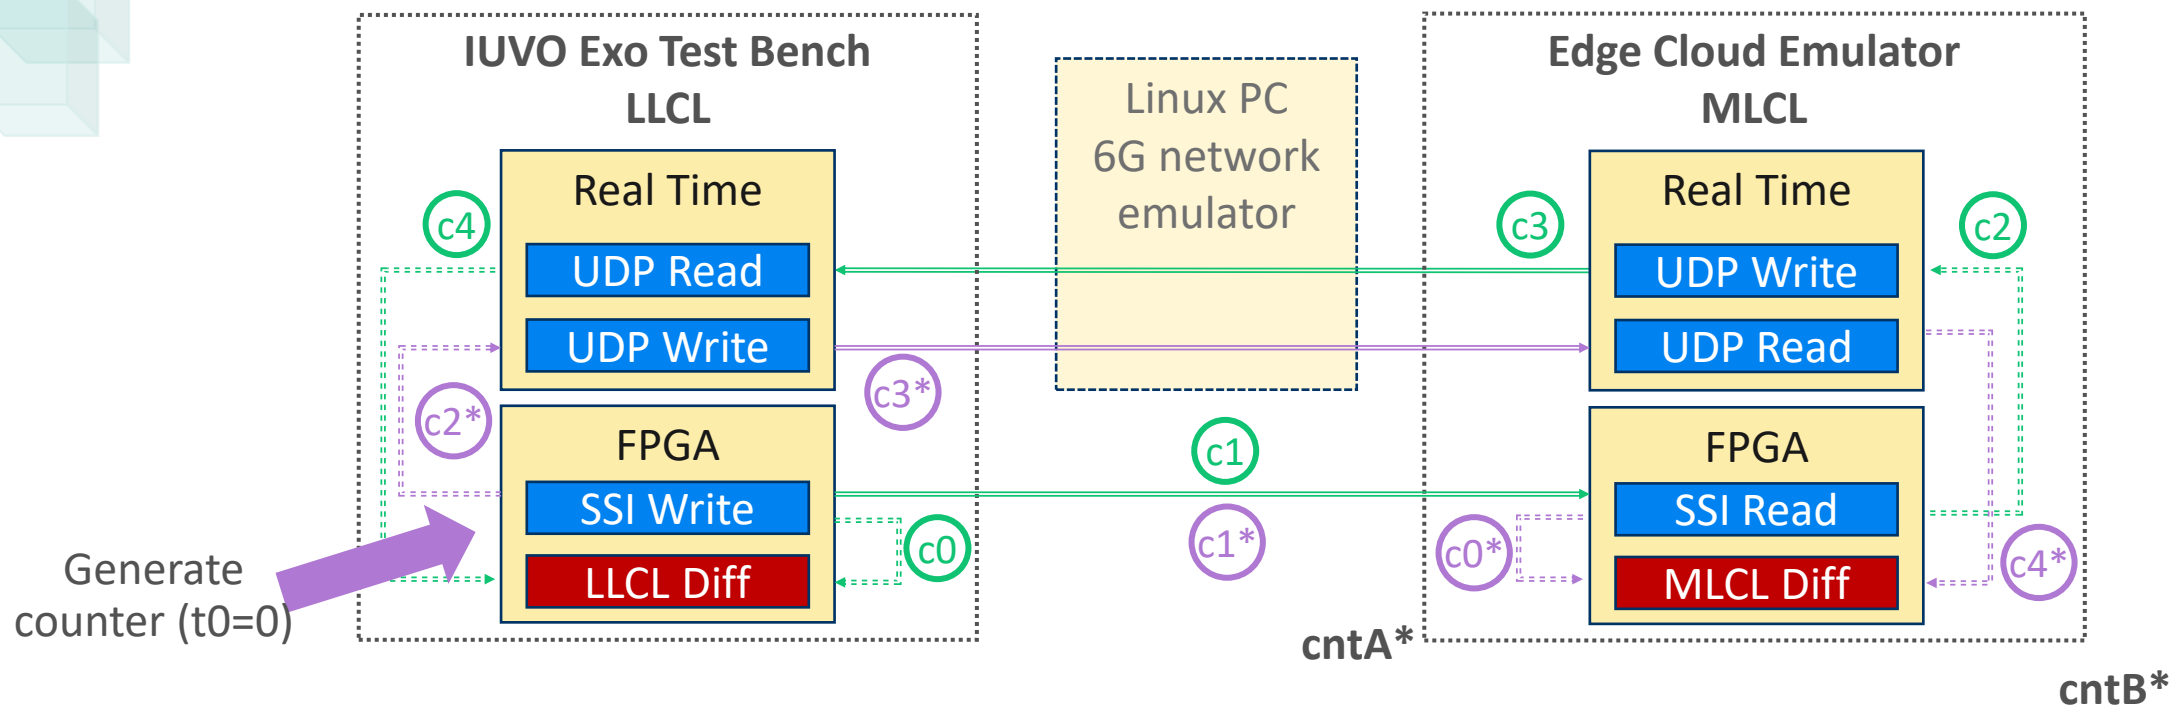 IUVO Exo Test Bench
LLCL
Real Time
UDP Read
UDP Write
FPGA
SSI Write
LLCL Diff
c4
c2*
c3*
c0
Generate
counter (t0=0)
Linux PC
6G network
emulator
c1
c1*
Edge Cloud Emulator
MLCL
Real Time
UDP Write
UDP Read
FPGA
SSI Read
MLCL Diff
c3
c2
c0*
c4*
cntA*
cntB*